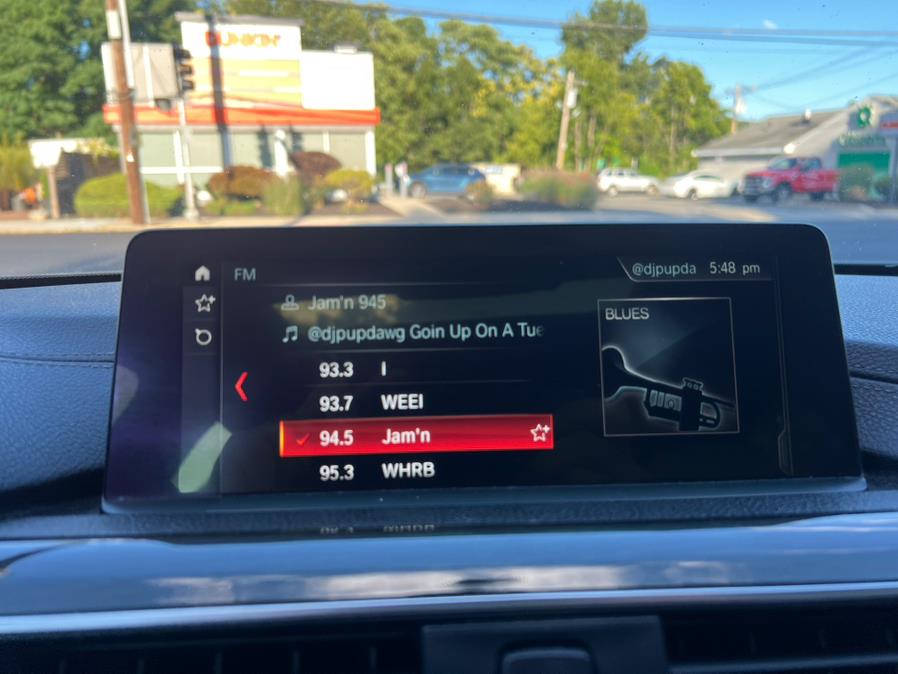 DUNKIN'
FM
@djpupda 5:48 pm
Jam'n 945
@djpupdawg Goin Up On A Tue
BLUES
93.3 I
93.7 WEEI
94.5 Jam'n
95.3 WHRB